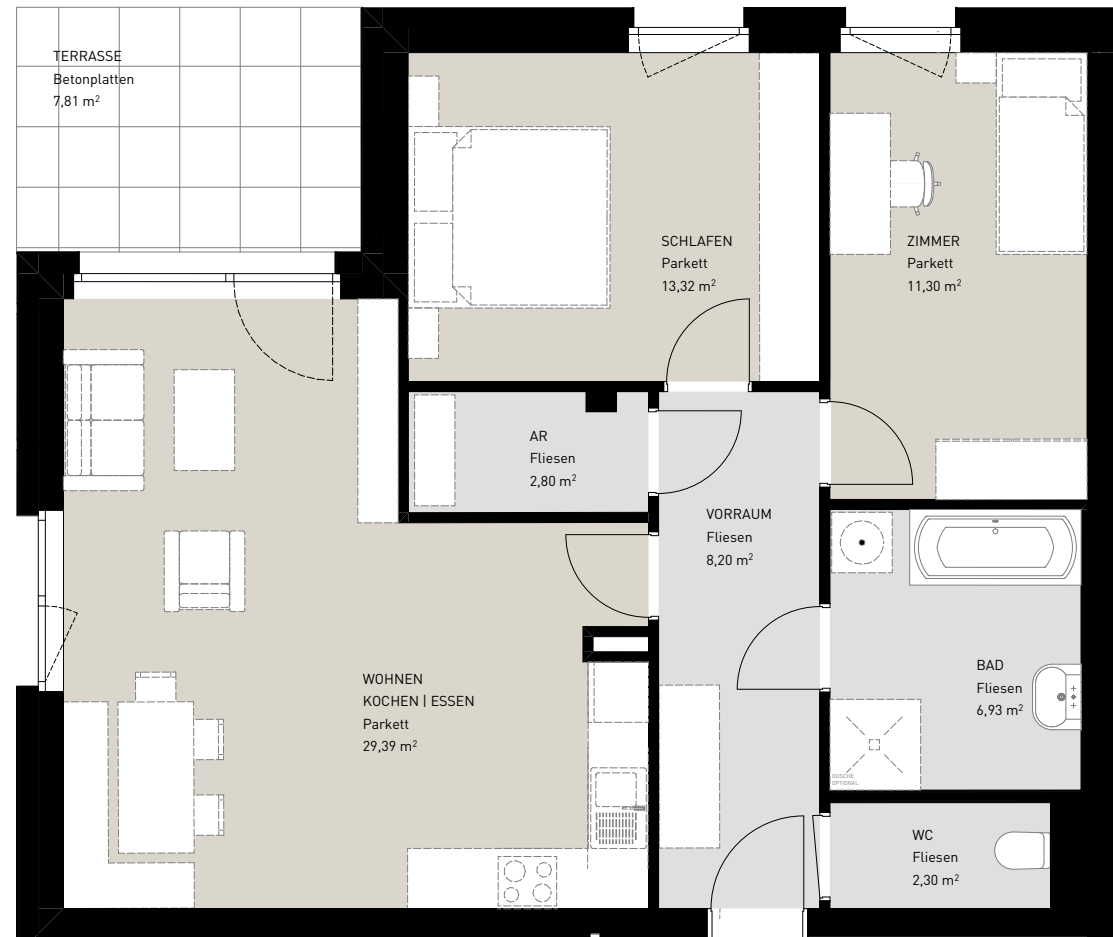 TERRASSE
Betonplatten
7,81 m²
SCHLAFEN
Parkett
13,32 m²
ZIMMER
Parkett
11,30 m²
AR
Fliesen
2,80 m²
VORRAUM
Fliesen
8,20 m²
WOHNEN
KOCHEN | ESSEN
Parkett
29,39 m²
BAD
Fliesen
6,93 m²
DUSCHE
OPTIONAL
WC
Fliesen
2,30 m²